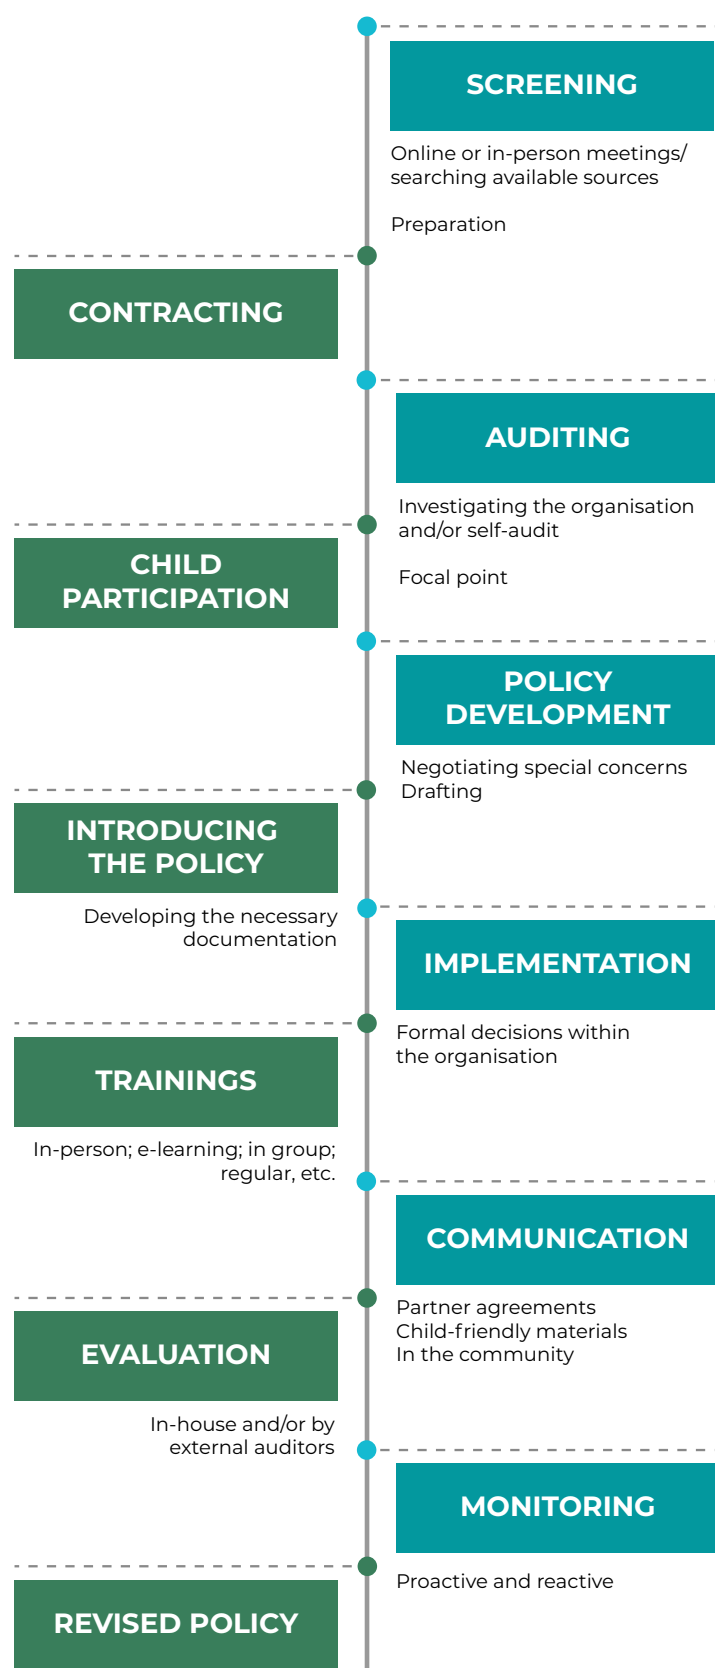 SCREENING
Online or in-person meetings/
searching available sources
Preparation
CONTRACTING
AUDITING
Investigating the organisation
and/or self-audit
Focal point
CHILD
PARTICIPATION
POLICY
DEVELOPMENT
Negotiating special concerns
Drafting
INTRODUCING
THE POLICY
Developing the necessary
documentation
IMPLEMENTATION
Formal decisions within
the organisation
TRAININGS
In-person; e-learning; in group;
regular, etc.
COMMUNICATION
Partner agreements
Child-friendly materials
In the community
EVALUATION
In-house and/or by
external auditors
MONITORING
Proactive and reactive
REVISED POLICY